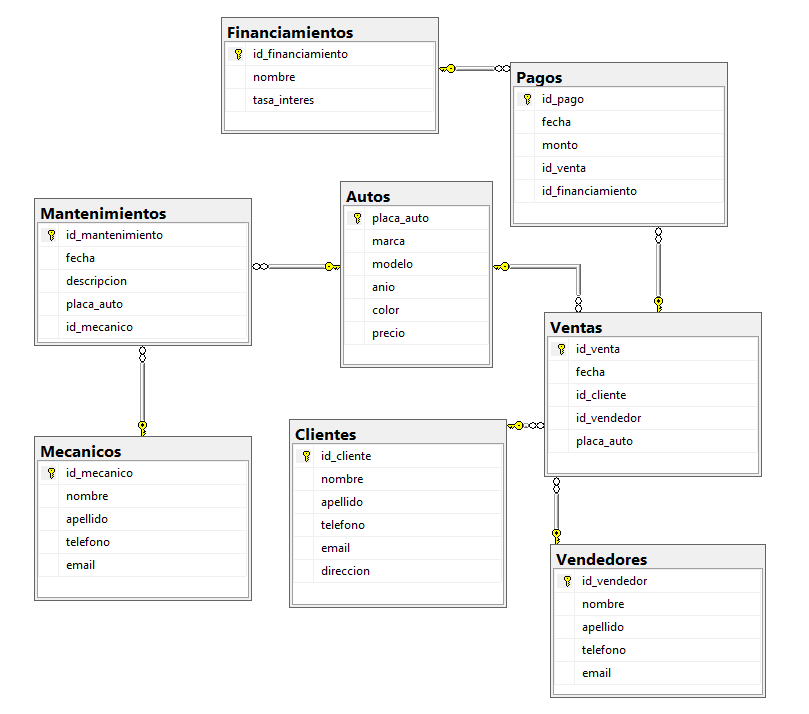 Financiamientos
id_financiamiento
nombre
tasa_interes
Pagos
id_pago
fecha
monto
id_venta
id_financiamiento
Autos
placa_auto
marca
modelo
anio
color
precio
Mantenimientos
id_mantenimiento
fecha
descripcion
placa_auto
id_mecanico
Ventas
id_venta
fecha
id_cliente
id_vendedor
placa_auto
Clientes
id_cliente
nombre
apellido
telefono
email
direccion
Mecanicos
id_mecanico
nombre
apellido
telefono
email
Vendedores
id_vendedor
nombre
apellido
telefono
email